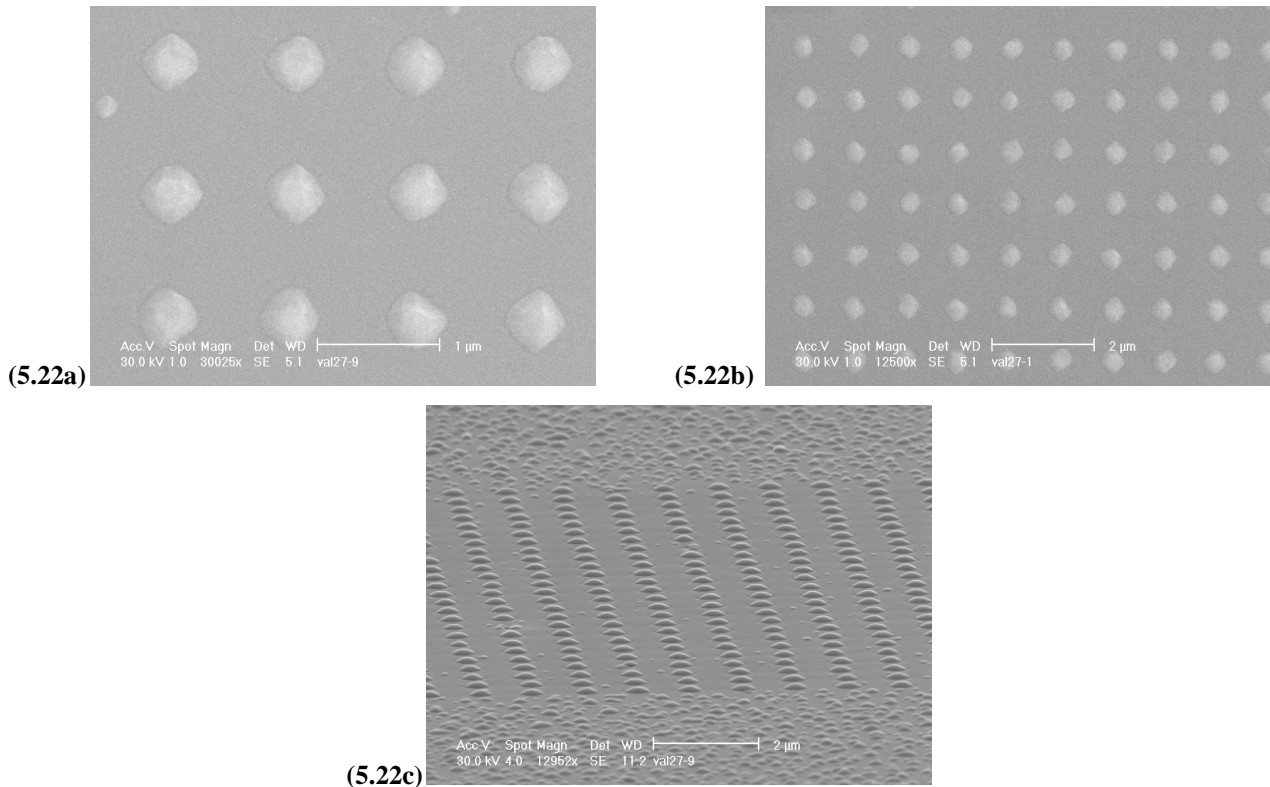 Acc.V Spot Magn Det WD 1 µm
30.0 kV 1.0 30025x SE 5.1 val27-9
(5.22a)
Acc.V Spot Magn Det WD 2 µm
30.0 kV 1.0 12500x SE 5.1 val27-1
(5.22b)
Acc.V Spot Magn Det WD 2 µm
30.0 kV 4.0 12952x SE 11.2 val27-9
(5.22c)